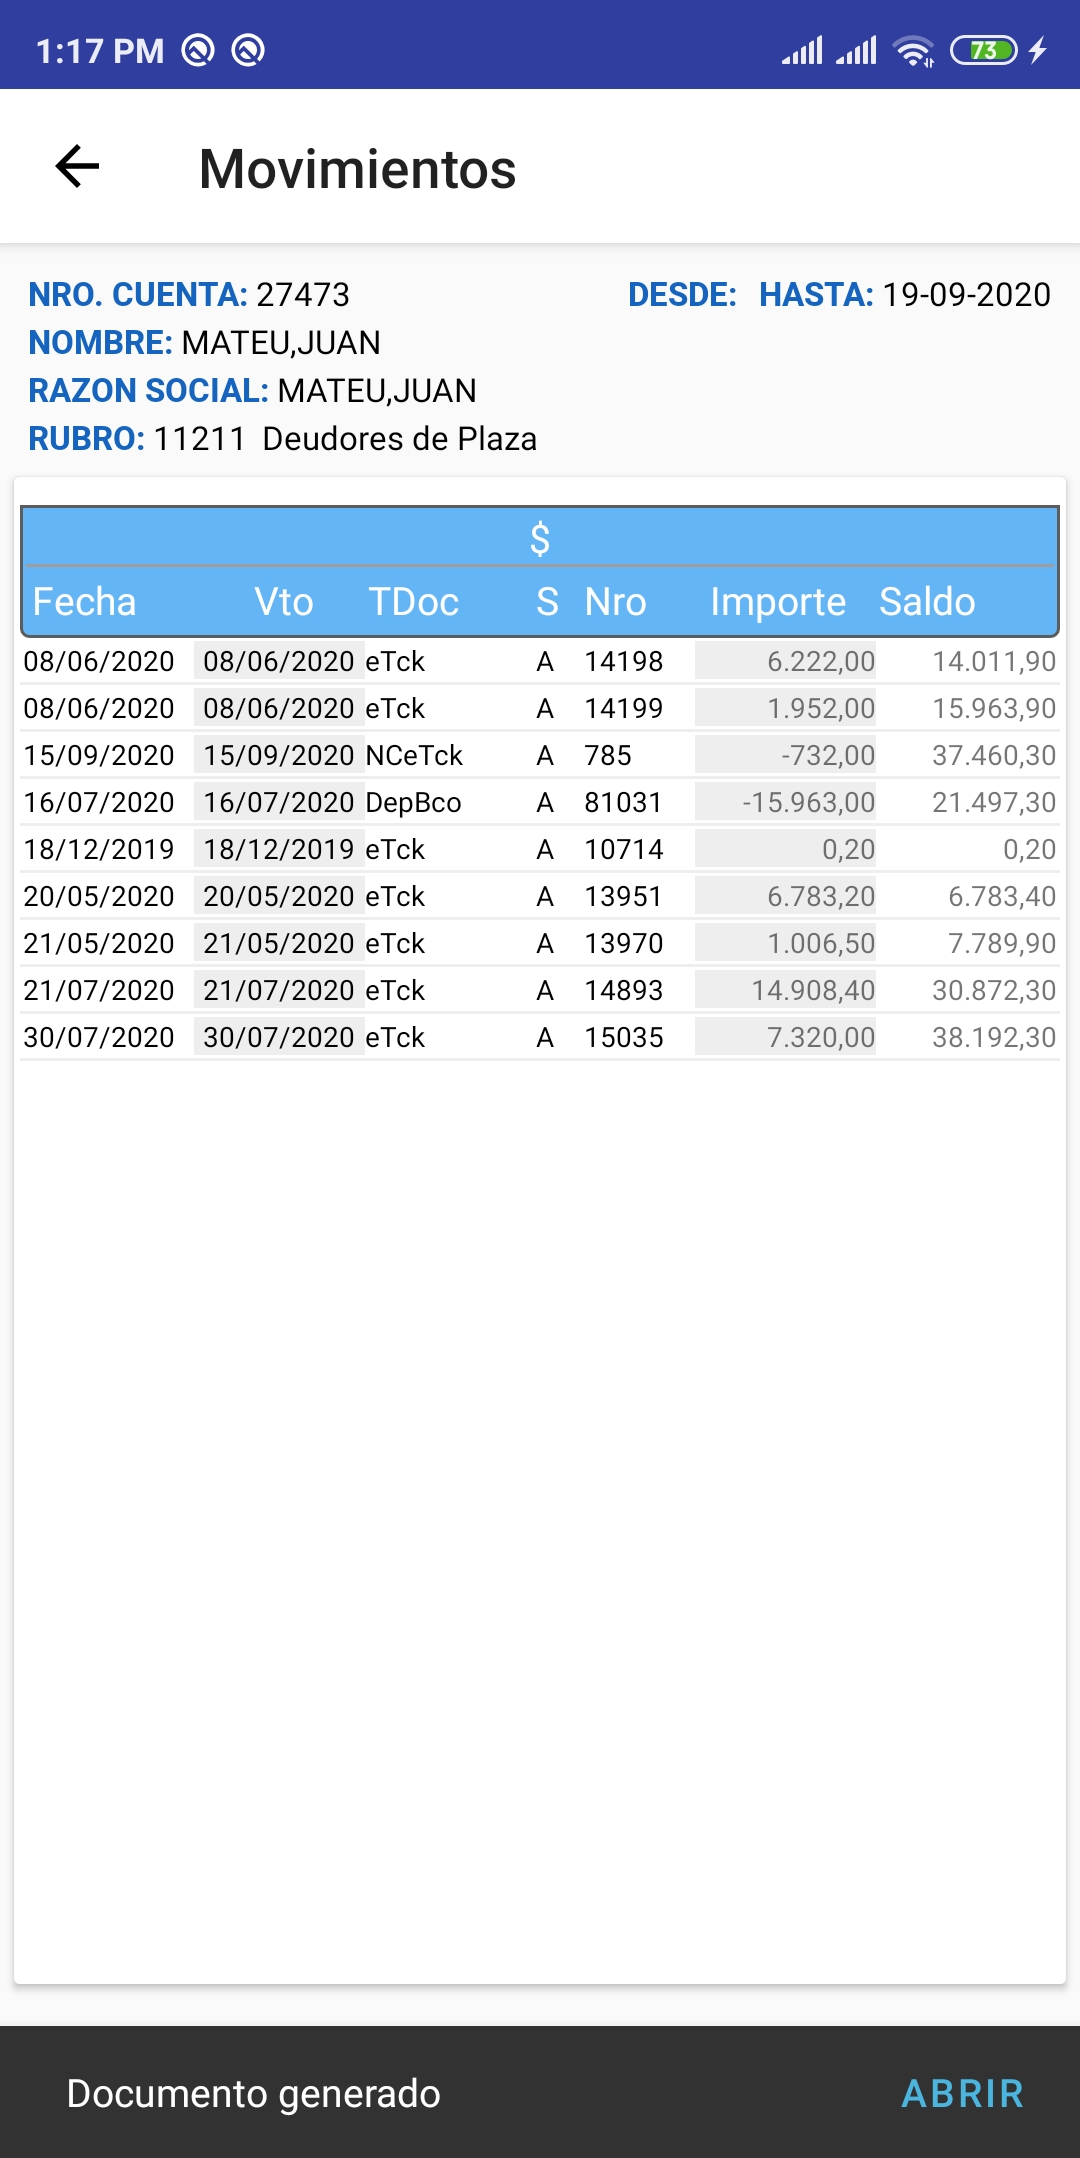 1:17 PM 73
Movimientos
NRO. CUENTA: 27473 DESDE: HASTA: 19-09-2020
NOMBRE: MATEU,JUAN
RAZON SOCIAL: MATEU,JUAN
RUBRO: 11211 Deudores de Plaza
$
Fecha Vto TDoc S Nro Importe Saldo
08/06/2020 08/06/2020 eTck A 14198 6.222,00 14.011,90
08/06/2020 08/06/2020 eTck A 14199 1.952,00 15.963,90
15/09/2020 15/09/2020 NCeTck A 785 -732,00 37.460,30
16/07/2020 16/07/2020 DepBco A 81031 -15.963,00 21.497,30
18/12/2019 18/12/2019 eTck A 10714 0,20 0,20
20/05/2020 20/05/2020 eTck A 13951 6.783,20 6.783,40
21/05/2020 21/05/2020 eTck A 13970 1.006,50 7.789,90
21/07/2020 21/07/2020 eTck A 14893 14.908,40 30.872,30
30/07/2020 30/07/2020 eTck A 15035 7.320,00 38.192,30
Documento generado ABRIR